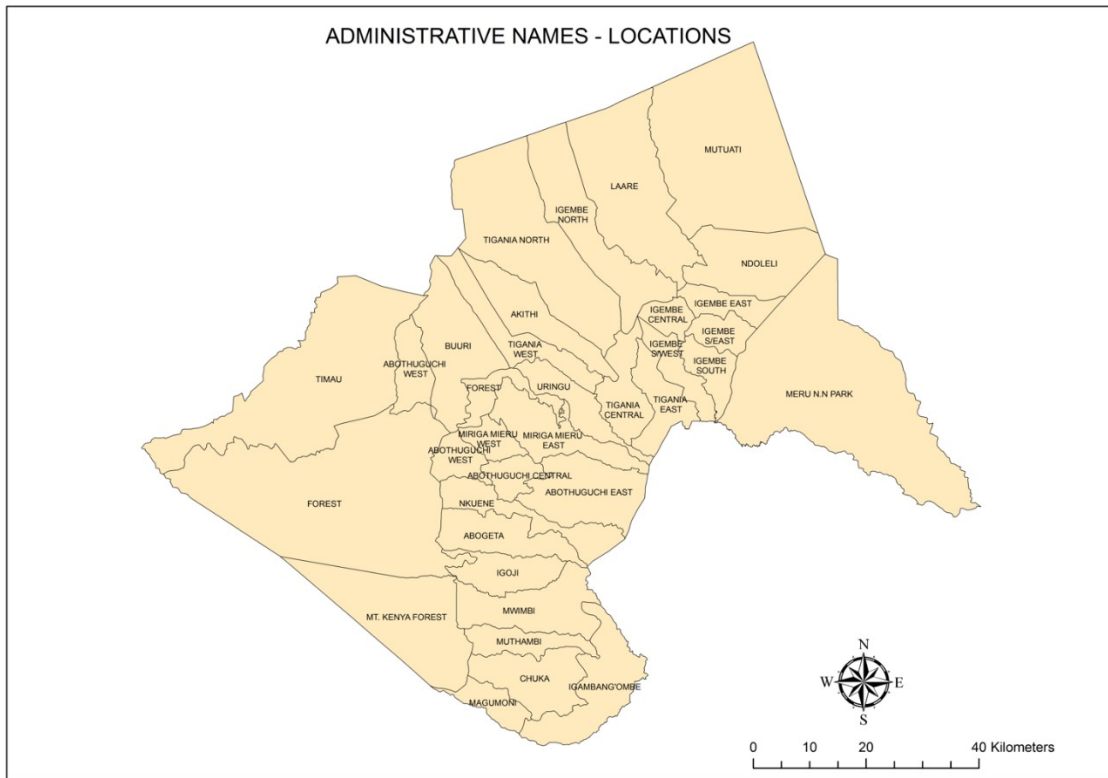 ADMINISTRATIVE NAMES - LOCATIONS
MUTUATI
LAARE
IGEMBE
NORTH
TIGANIA NORTH
NDOLELI
IGEMBE EAST
IGEMBE
CENTRAL
AKITHI
IGEMBE
S/EAST
BUURI
TIGANIA
WEST
IGEMBE
S/WEST
ABOTHUGUCHI
WEST
IGEMBE
SOUTH
TIMAU
FOREST
URINGU
MERU N.N PARK
TIGANIA
CENTRAL
TIGANIA
EAST
MIRIGA MIERU
WEST
MIRIGA MIERU
EAST
ABOTHUGUCHI
WEST
ABOTHUGUCHI CENTRAL
ABOTHUGUCHI EAST
FOREST
NKUENE
ABOGETA
IGOJI
MWIMBI
MT. KENYA FOREST
MUTHAMBI
CHUKA
IGAMBANG'OMBE
MAGUMONI
N
W
E
S
0 10 20 40 Kilometers